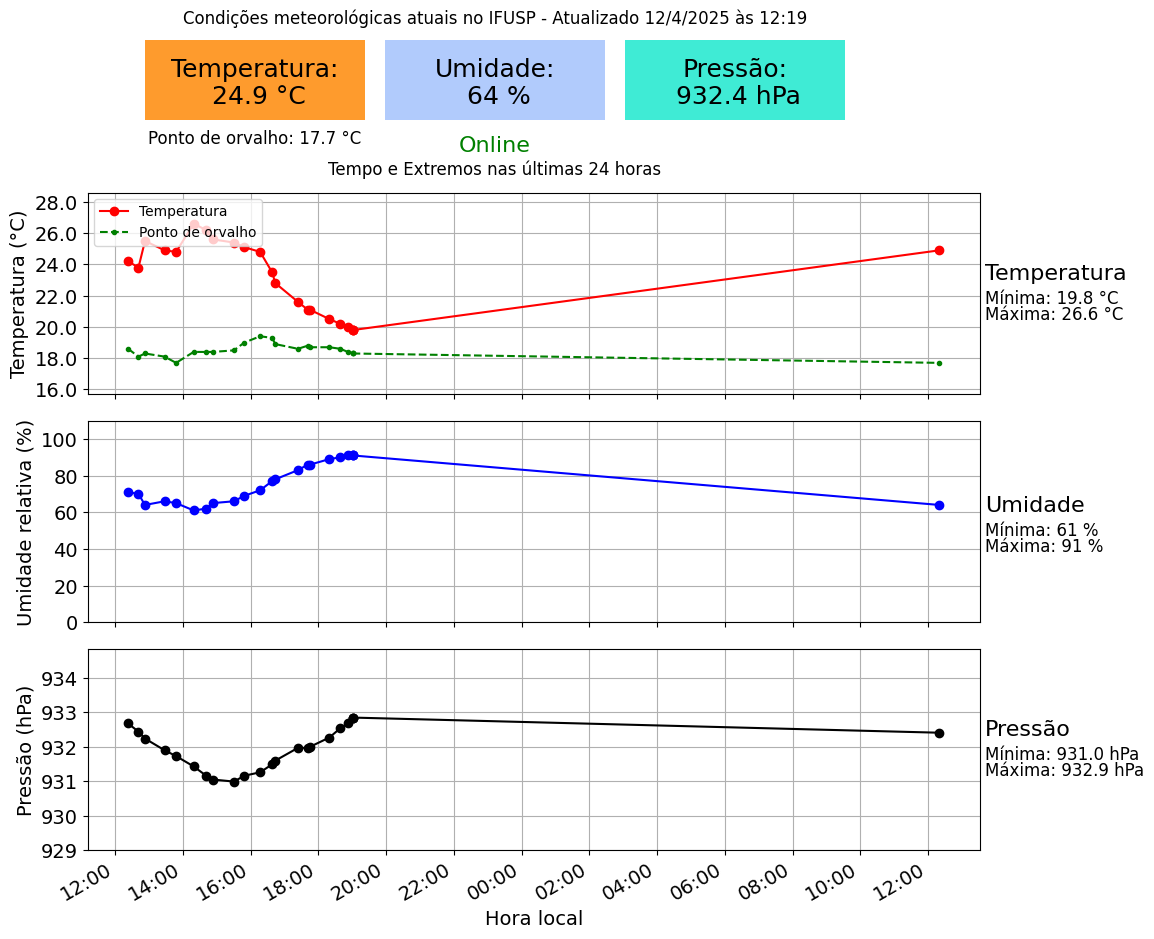 Condições meteorológicas atuais no IFUSP - Atualizado 12/4/2025 às 12:19
Temperatura:
24.9 °C
Umidade:
64 %
Pressão:
932.4 hPa
Ponto de orvalho: 17.7 °C
Online
Tempo e Extremos nas últimas 24 horas
Temperatura (°C)
28.0
26.0
24.0
22.0
20.0
18.0
16.0
Temperatura
Ponto de orvalho
Temperatura
Mínima: 19.8 °C
Máxima: 26.6 °C
Umidade relativa (%)
100
80
60
40
20
0
Umidade
Mínima: 61 %
Máxima: 91 %
Pressão (hPa)
934
933
932
931
930
929
Pressão
Mínima: 931.0 hPa
Máxima: 932.9 hPa
12:00 14:00 16:00 18:00 20:00 22:00 00:00 02:00 04:00 06:00 08:00 10:00 12:00
Hora local